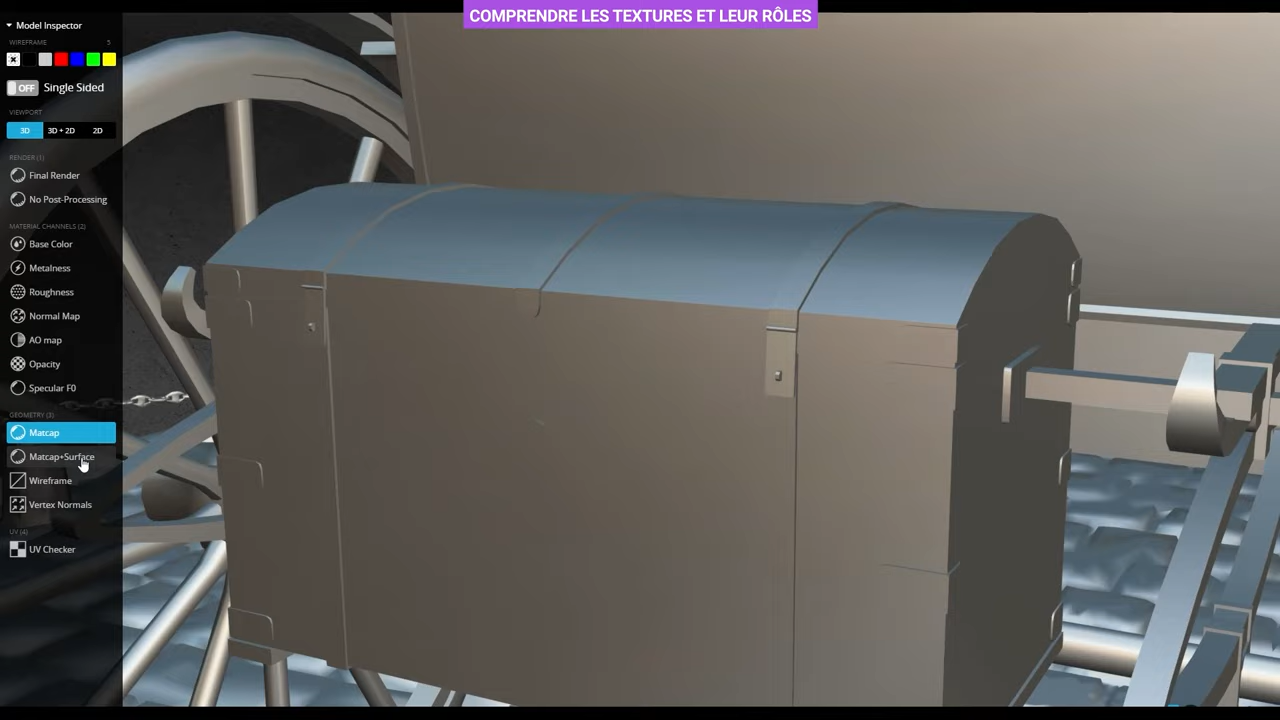 COMPRENDRE LES TEXTURES ET LEUR RÔLES
Model Inspector
WIREFRAME 5
OFF Single Sided
VIEWPORT
3D 3D + 2D 2D
RENDER (1)
Final Render
No Post-Processing
MATERIAL CHANNELS (2)
Base Color
Metalness
Roughness
Normal Map
AO map
Opacity
Specular F0
GEOMETRY (3)
Matcap
Matcap+Surface
Wireframe
Vertex Normals
UV (4)
UV Checker